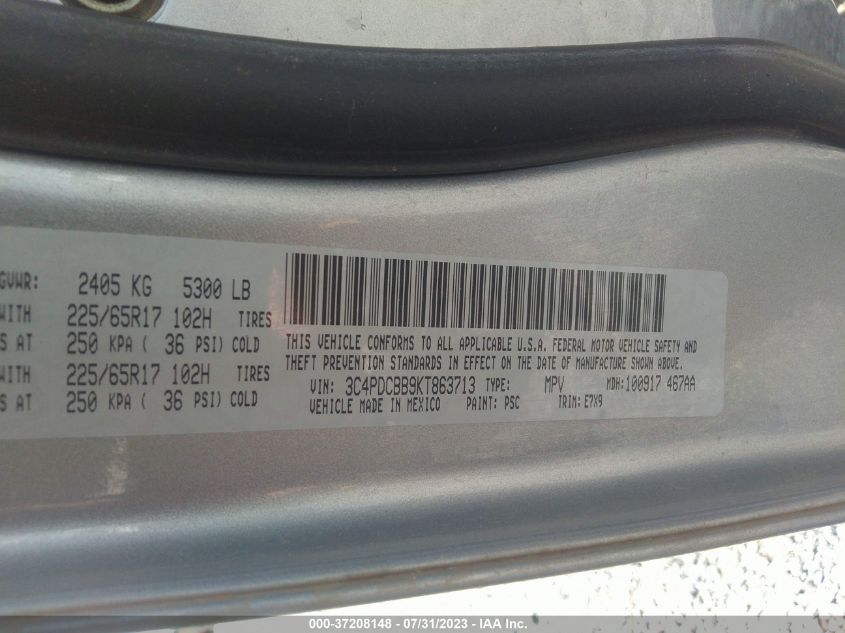 GVWR: 2405 KG 5300 LB
WITH 225/65R17 102H TIRES
S AT 250 KPA ( 36 PSI) COLD
WITH 225/65R17 102H TIRES
S AT 250 KPA ( 36 PSI) COLD
THIS VEHICLE CONFORMS TO ALL APPLICABLE U.S.A. FEDERAL MOTOR VEHICLE SAFETY AND
THEFT PREVENTION STANDARDS IN EFFECT ON THE DATE OF MANUFACTURE SHOWN ABOVE.
VIN: 3C4PDCBB9KT863713 TYPE: MPV MDH:100917 467AA
VEHICLE MADE IN MEXICO PAINT: PSC TRIM: E7X9
000-37208148 - 07/31/2023 - IAA Inc.